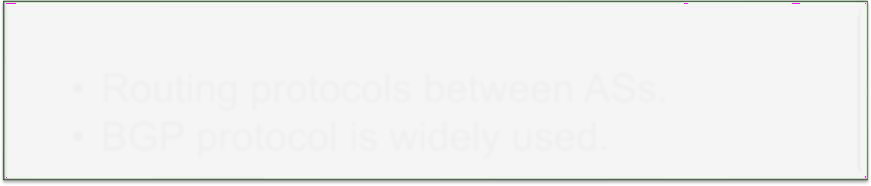 • Routing protocols between ASs.
• BGP protocol is widely used.